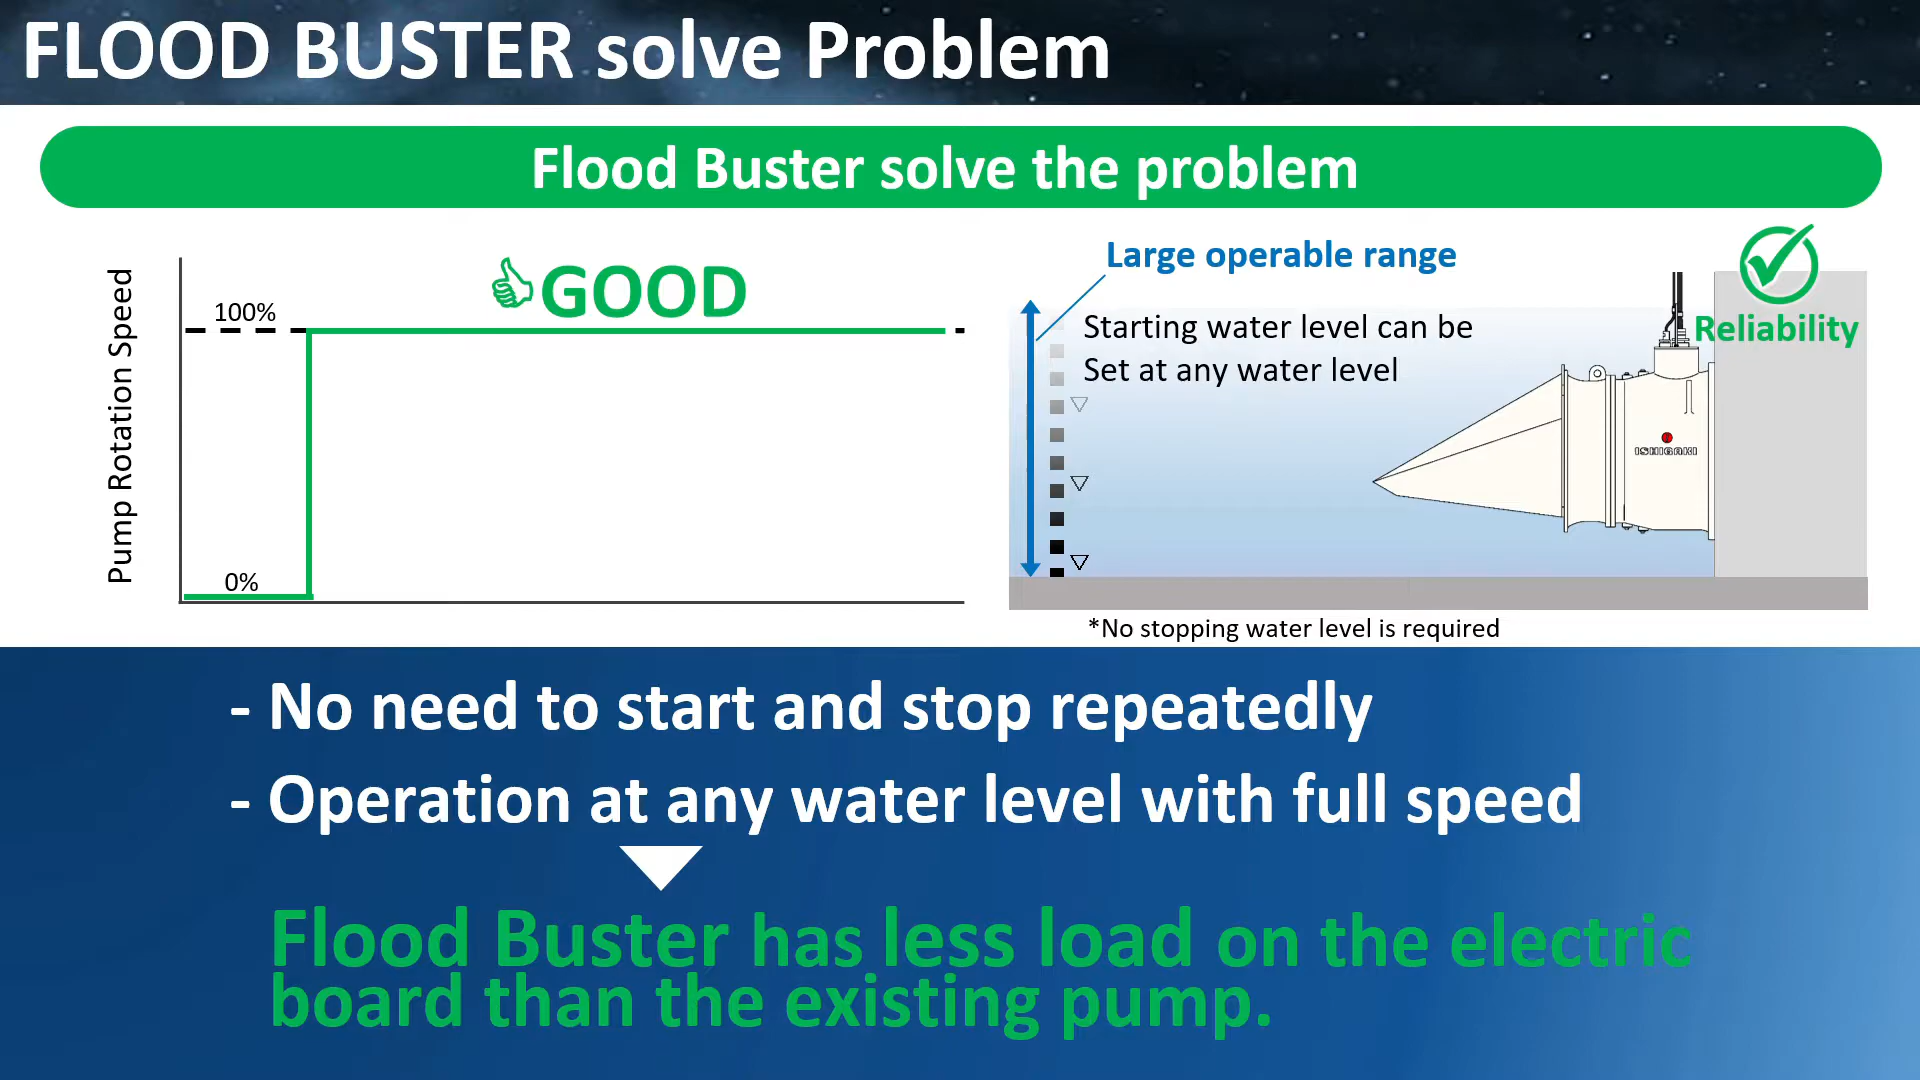 FLOOD BUSTER solve Problem
Flood Buster solve the problem
Pump Rotation Speed
100%
GOOD
0%
Large operable range
Starting water level can be
Set at any water level
Reliability
ISHIGAKI
*No stopping water level is required
- No need to start and stop repeatedly
- Operation at any water level with full speed
Flood Buster has less load on the electric
board than the existing pump.